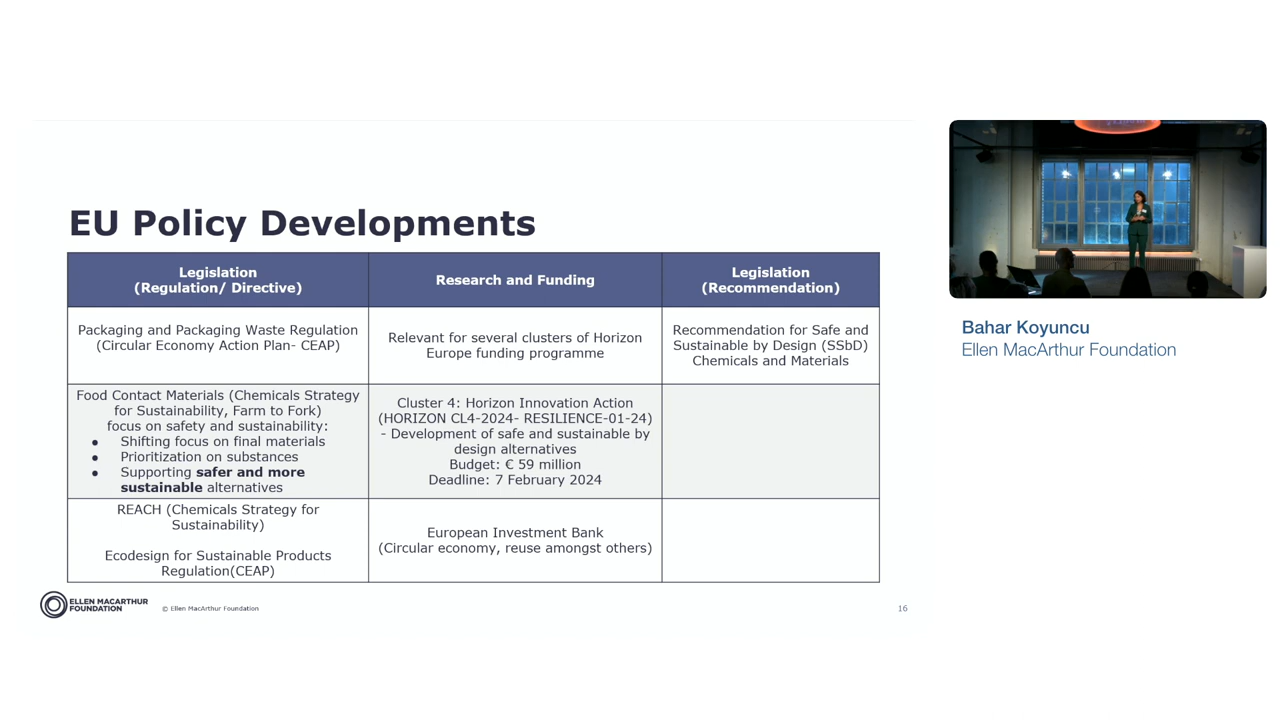 EU Policy Developments
Legislation
(Regulation/ Directive)
Research and Funding
Legislation
(Recommendation)
Packaging and Packaging Waste Regulation
(Circular Economy Action Plan- CEAP)
Relevant for several clusters of Horizon
Europe funding programme
Recommendation for Safe and
Sustainable by Design (SSbD)
Chemicals and Materials
Food Contact Materials (Chemicals Strategy
for Sustainability, Farm to Fork)
focus on safety and sustainability:
● Shifting focus on final materials
● Prioritization on substances
● Supporting safer and more
sustainable alternatives
Cluster 4: Horizon Innovation Action
(HORIZON CL4-2024- RESILIENCE-01-24)
- Development of safe and sustainable by
design alternatives
Budget: € 59 million
Deadline: 7 February 2024
REACH (Chemicals Strategy for
Sustainability)
Ecodesign for Sustainable Products
Regulation(CEAP)
European Investment Bank
(Circular economy, reuse amongst others)
ELLEN MACARTHUR
FOUNDATION
© Ellen MacArthur Foundation
16
Bahar Koyuncu
Ellen MacArthur Foundation